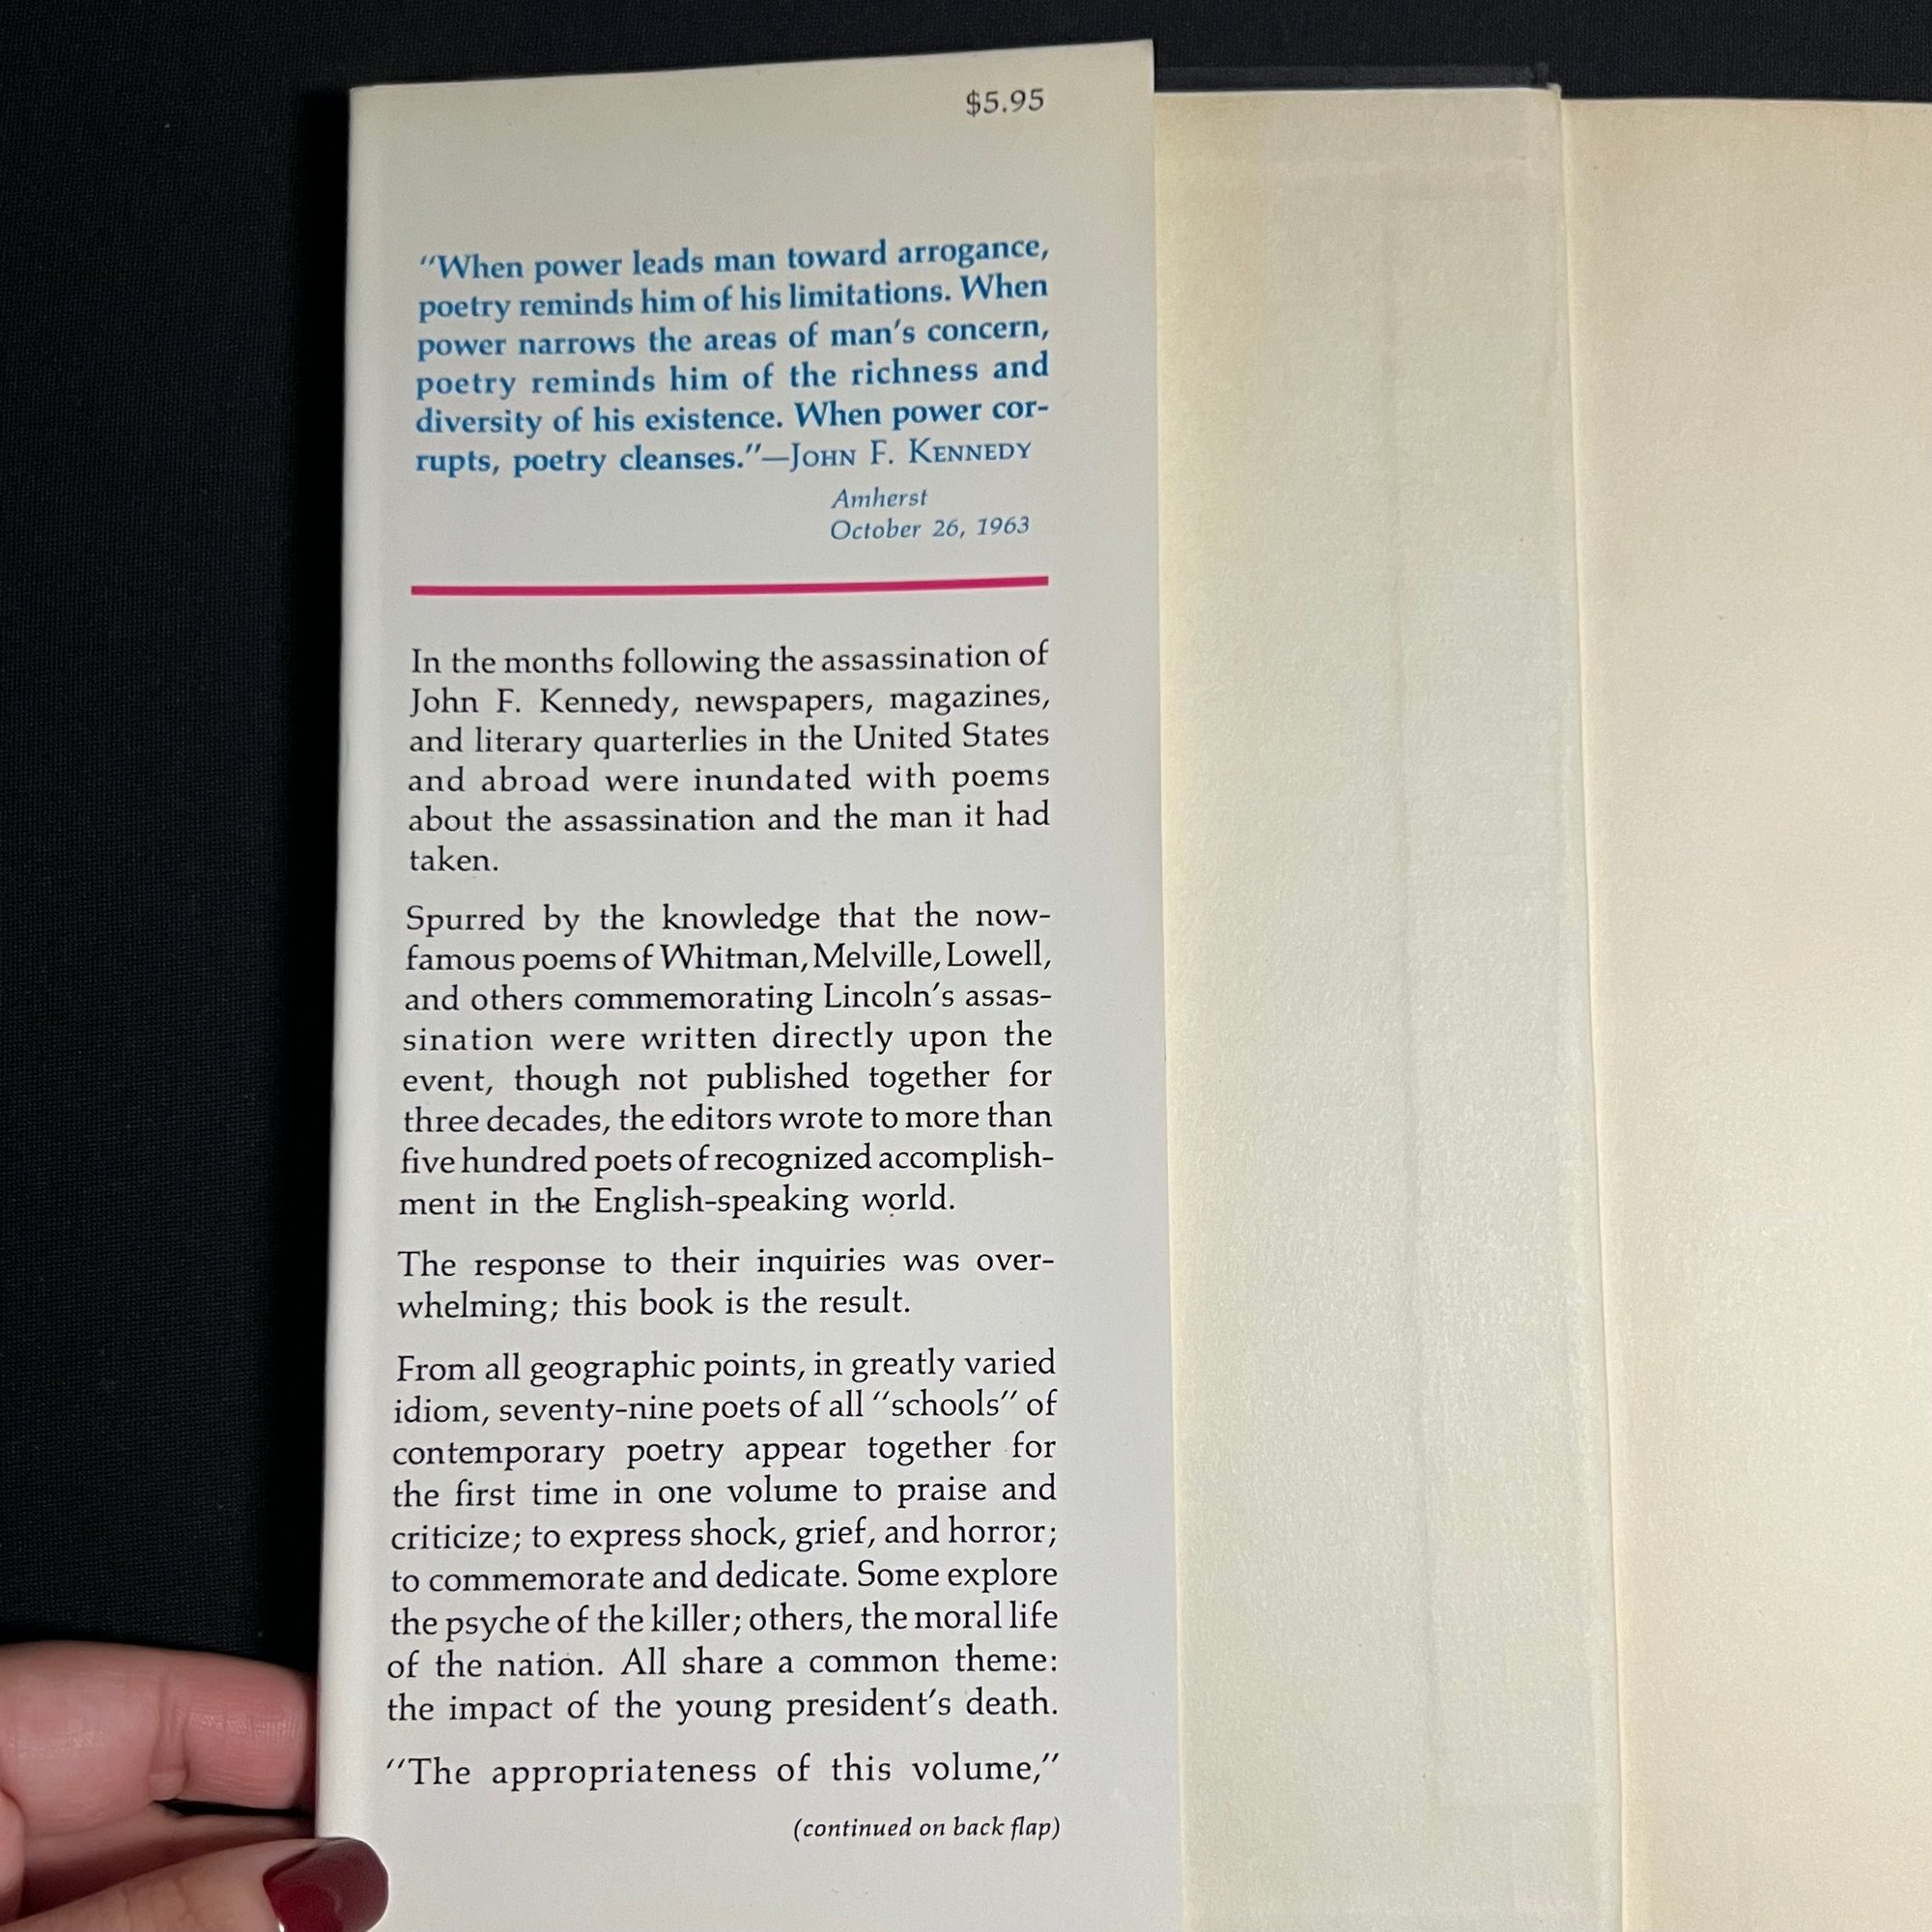 $5.95
"When power leads man toward arrogance,
poetry reminds him of his limitations. When
power narrows the areas of man's concern,
poetry reminds him of the richness and
diversity of his existence. When power cor-
rupts, poetry cleanses."—JOHN F. KENNEDY
Amherst
October 26, 1963
In the months following the assassination of
John F. Kennedy, newspapers, magazines,
and literary quarterlies in the United States
and abroad were inundated with poems
about the assassination and the man it had
taken.
Spurred by the knowledge that the now-
famous poems of Whitman, Melville, Lowell,
and others commemorating Lincoln's assas-
sination were written directly upon the
event, though not published together for
three decades, the editors wrote to more than
five hundred poets of recognized accomplish-
ment in the English-speaking world.
The response to their inquiries was over-
whelming; this book is the result.
From all geographic points, in greatly varied
idiom, seventy-nine poets of all "schools" of
contemporary poetry appear together for
the first time in one volume to praise and
criticize; to express shock, grief, and horror;
to commemorate and dedicate. Some explore
the psyche of the killer; others, the moral life
of the nation. All share a common theme:
the impact of the young president's death.
"The appropriateness of this volume,"
(continued on back flap)